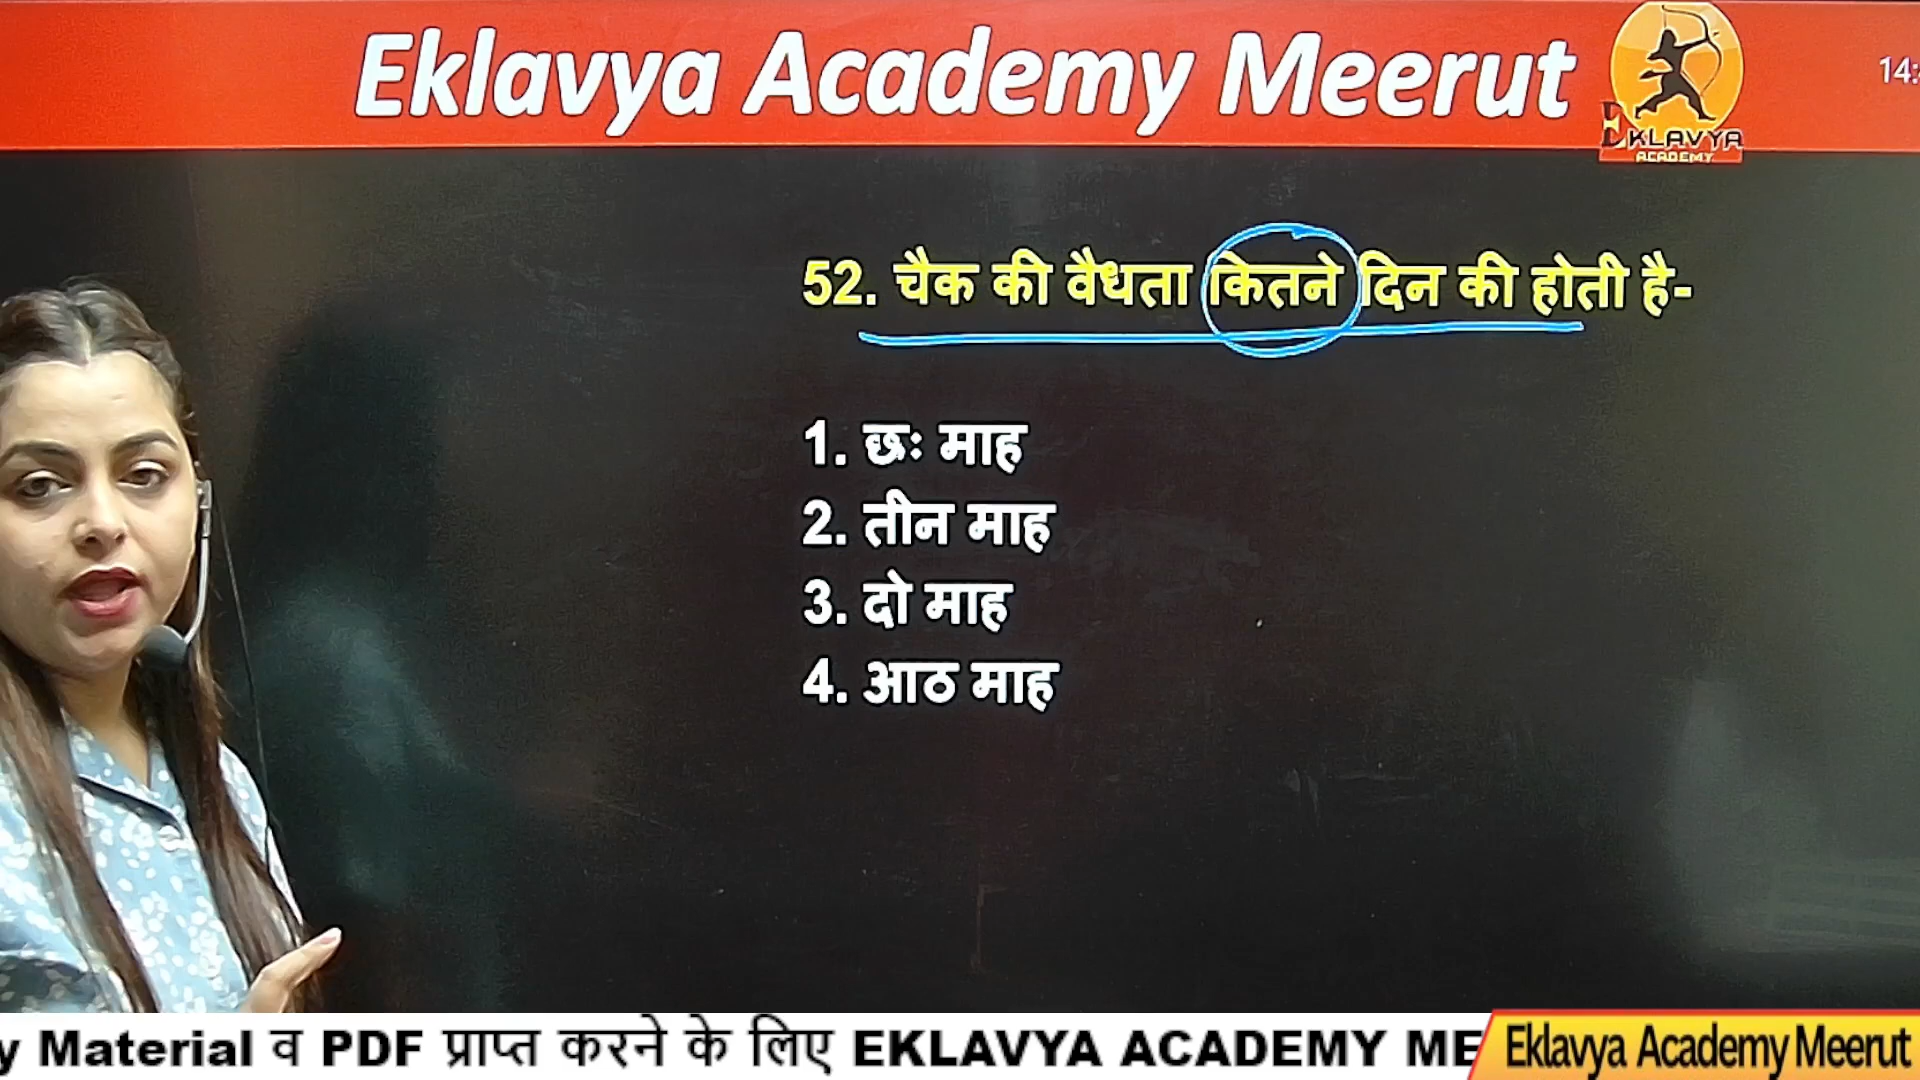 Eklavya Academy Meerut
14:
EKLAVYA
ACADEMY
52. चैक की वैधता कितने दिन की होती है-
1. छः माह
2. तीन माह
3. दो माह
4. आठ माह
y Material व PDF प्राप्त करने के लिए EKLAVYA ACADEMY ME
Eklavya Academy Meerut